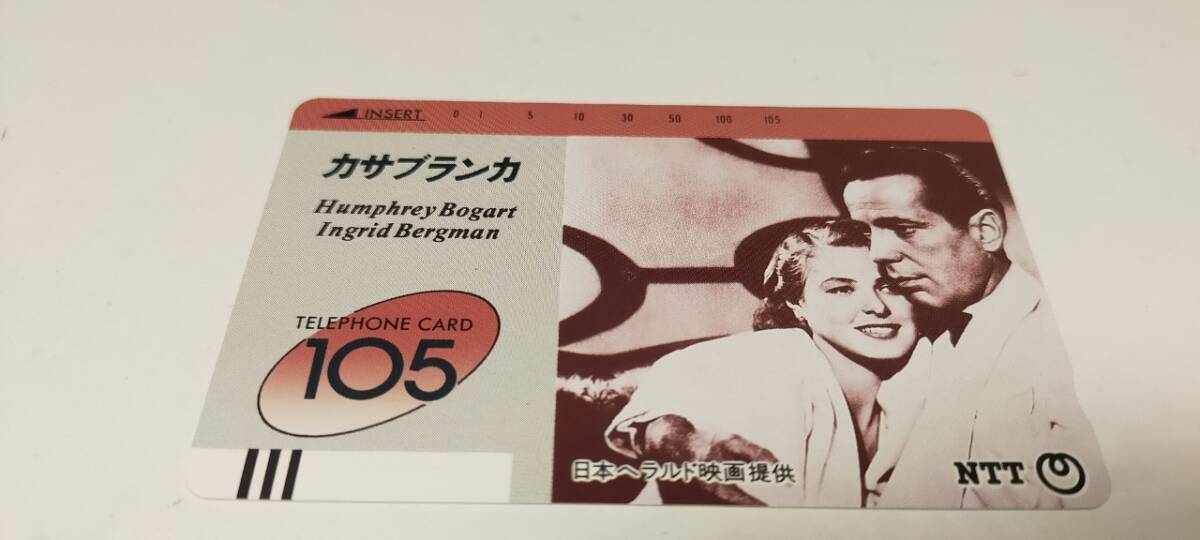 INSERT 0 1 5 10 30 50 100 105
カサブランカ
Humphrey Bogart
Ingrid Bergman
TELEPHONE CARD
105
日本ヘラルド映画提供
NTT